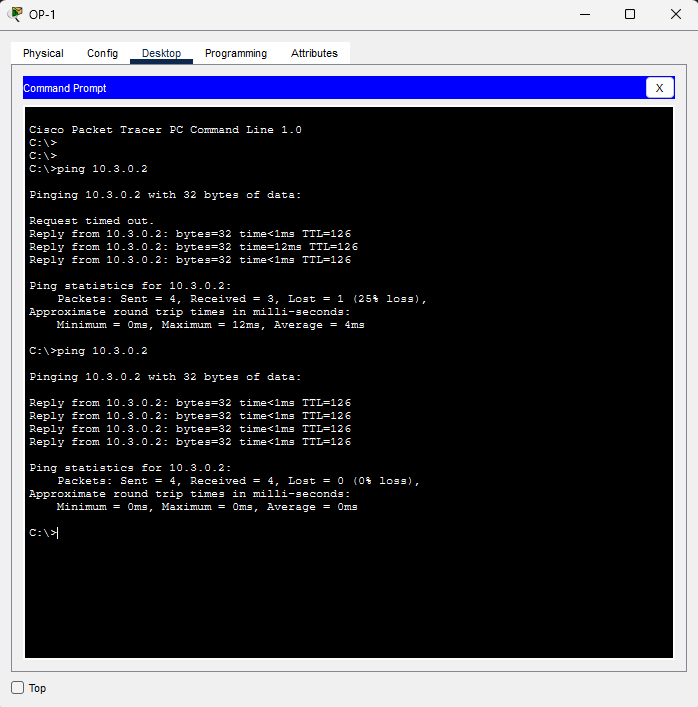 OP-1
Physical Config Desktop Programming Attributes
Command Prompt
X
Cisco Packet Tracer PC Command Line 1.0
C:\>
C:\>
C:\>ping 10.3.0.2
Pinging 10.3.0.2 with 32 bytes of data:
Request timed out.
Reply from 10.3.0.2: bytes=32 time<1ms TTL=126
Reply from 10.3.0.2: bytes=32 time=12ms TTL=126
Reply from 10.3.0.2: bytes=32 time<1ms TTL=126
Ping statistics for 10.3.0.2:
    Packets: Sent = 4, Received = 3, Lost = 1 (25% loss),
Approximate round trip times in milli-seconds:
    Minimum = 0ms, Maximum = 12ms, Average = 4ms
C:\>ping 10.3.0.2
Pinging 10.3.0.2 with 32 bytes of data:
Reply from 10.3.0.2: bytes=32 time<1ms TTL=126
Reply from 10.3.0.2: bytes=32 time<1ms TTL=126
Reply from 10.3.0.2: bytes=32 time<1ms TTL=126
Reply from 10.3.0.2: bytes=32 time<1ms TTL=126
Ping statistics for 10.3.0.2:
    Packets: Sent = 4, Received = 4, Lost = 0 (0% loss),
Approximate round trip times in milli-seconds:
    Minimum = 0ms, Maximum = 0ms, Average = 0ms
C:\>
Top